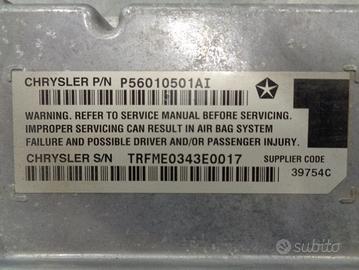 CHRYSLER P/N P56010501AI
WARNING. REFER TO SERVICE MANUAL BEFORE SERVICING.
IMPROPER SERVICING CAN RESULT IN AIR BAG SYSTEM
FAILURE AND POSSIBLE DRIVER AND/OR PASSENGER INJURY.
CHRYSLER S/N TRFME0343E0017
SUPPLIER CODE
39754C
subito